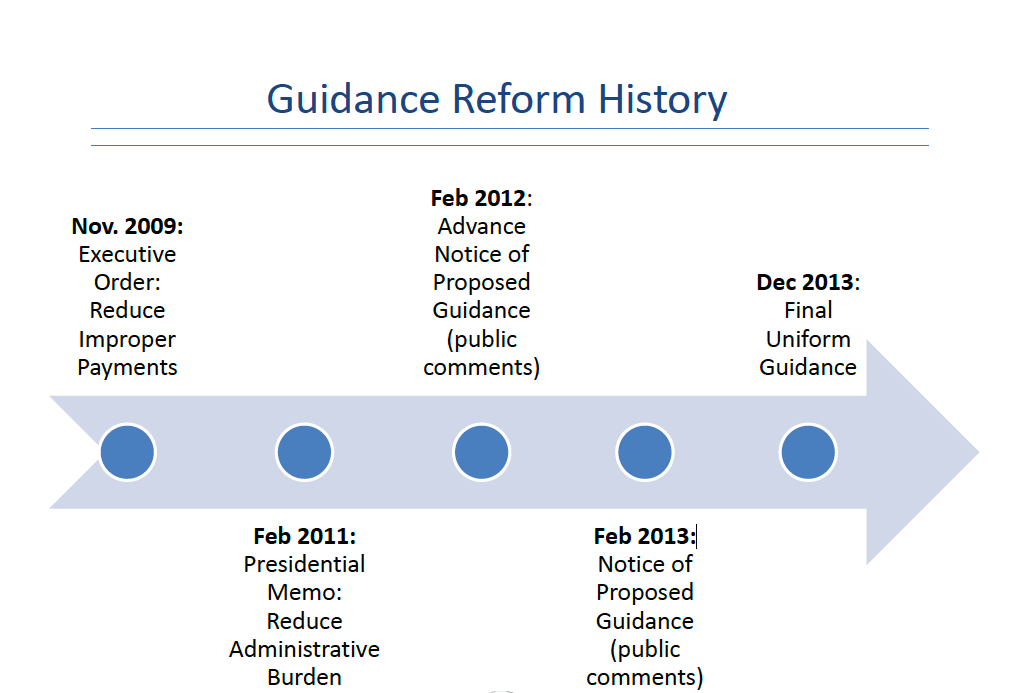 Guidance Reform History
Nov. 2009:
Executive
Order:
Reduce
Improper
Payments
Feb 2011:
Presidential
Memo:
Reduce
Administrative
Burden
Feb 2012:
Advance
Notice of
Proposed
Guidance
(public
comments)
Feb 2013:
Notice of
Proposed
Guidance
(public
comments)
Dec 2013:
Final
Uniform
Guidance